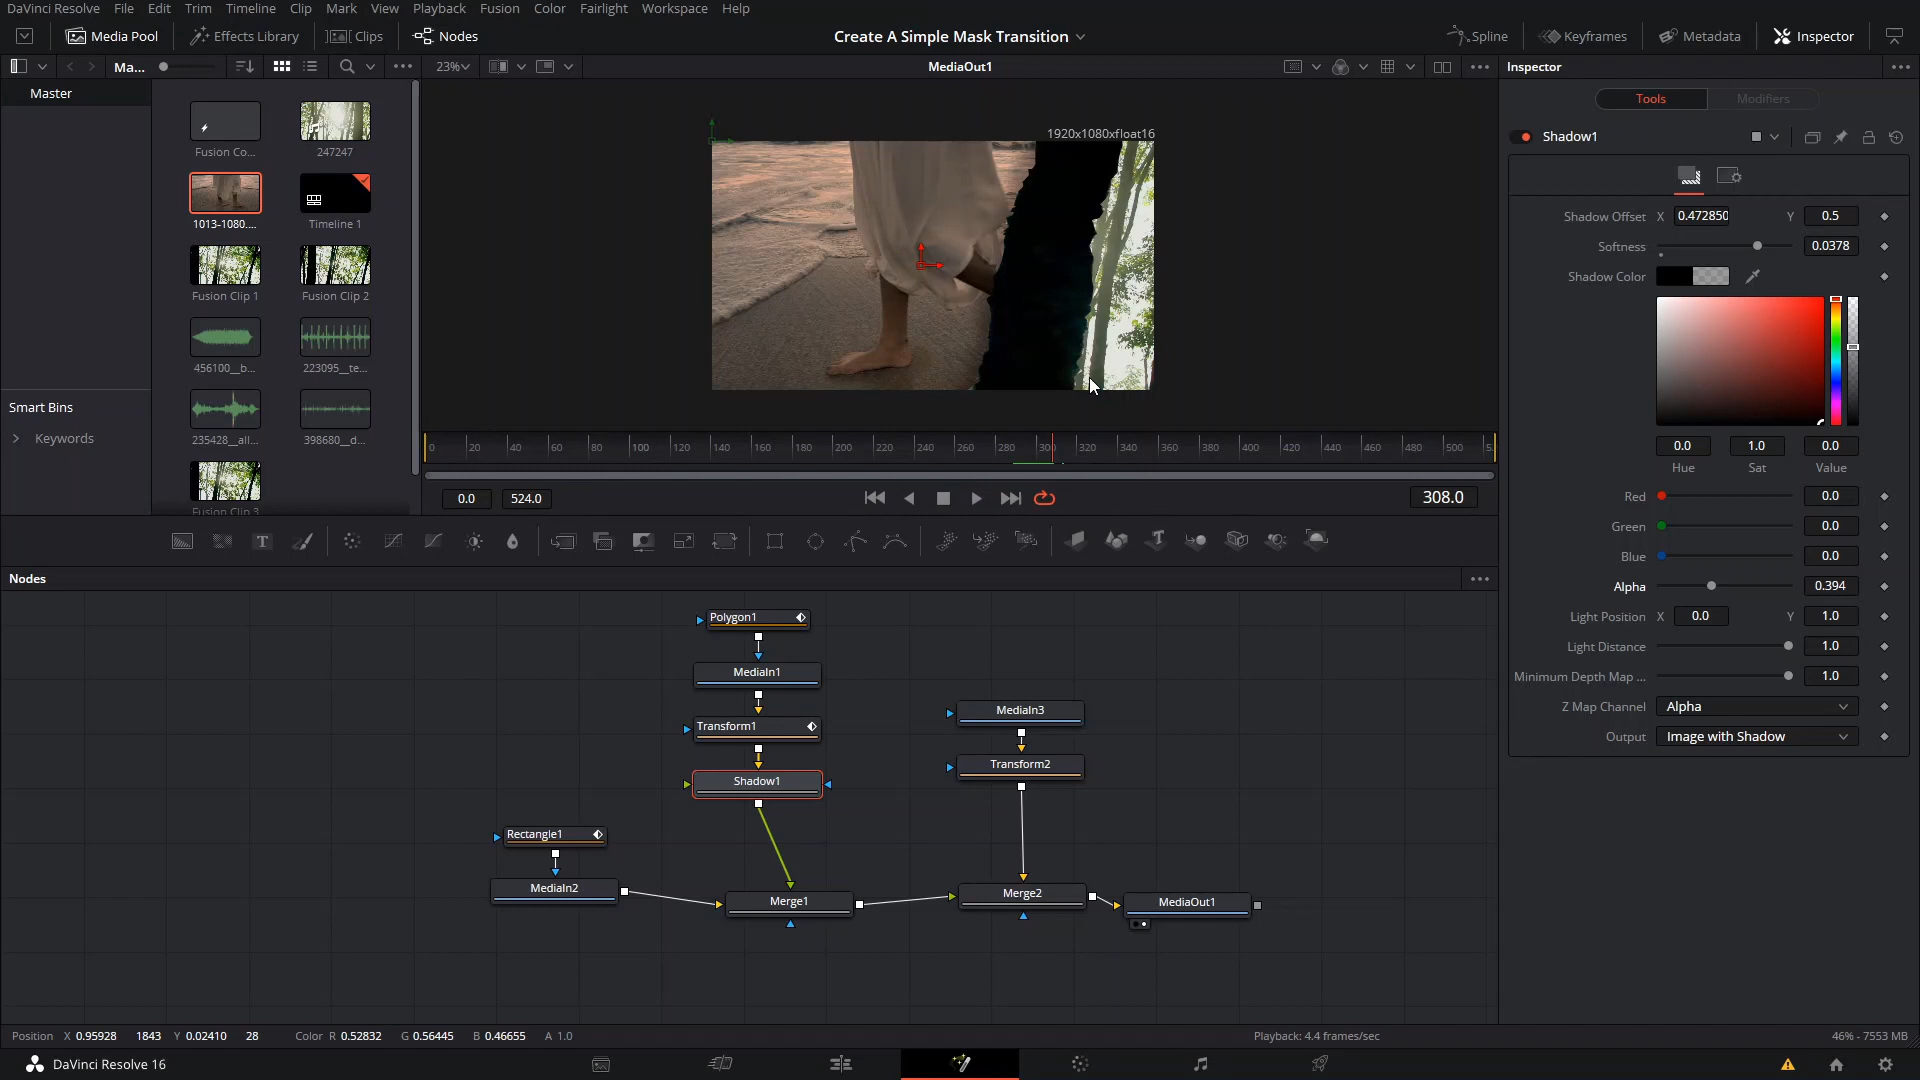 DaVinci Resolve File Edit Trim Timeline Clip Mark View Playback Fusion Color Fairlight Workspace Help
Media Pool Effects Library Clips Nodes Create A Simple Mask Transition Spline Keyframes Metadata Inspector
Ma... 23% MediaOut1 Inspector
Master
Tools Modifiers
Fusion Co...
247247
1920x1080xfloat16
Shadow1
1013-1080....
Timeline 1
Shadow Offset X 0.472850 Y 0.5
Softness 0.0378
Shadow Color
Fusion Clip 1
Fusion Clip 2
456100__b...
223095__te...
Smart Bins
Keywords
235428__all...
398680__d...
0 20 40 60 80 100 120 140 160 180 200 220 240 260 280 300 320 340 360 380 400 420 440 460 480 500 5
0.0 1.0 0.0
Hue Sat Value
0.0 524.0 308.0
Fusion Clip 3
Red 0.0
Green 0.0
Blue 0.0
Alpha 0.394
Light Position X 0.0 Y 1.0
Light Distance 1.0
Minimum Depth Map ... 1.0
Z Map Channel Alpha
Output Image with Shadow
Nodes
Polygon1
MediaIn1
Transform1
Shadow1
MediaIn3
Transform2
Rectangle1
MediaIn2
Merge1
Merge2
MediaOut1
Position X 0.95928 1843 Y 0.02410 28 Color R 0.52832 G 0.56445 B 0.46655 A 1.0 Playback: 4.4 frames/sec 46% - 7553 MB
DaVinci Resolve 16